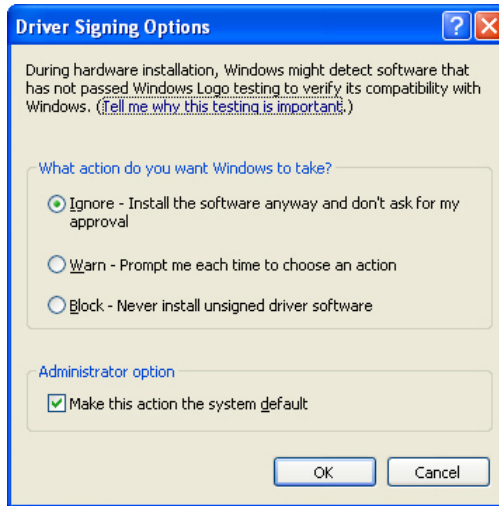 Driver Signing Options
During hardware installation, Windows might detect software that
has not passed Windows Logo testing to verify its compatibility with
Windows. (Tell me why this testing is important.)
What action do you want Windows to take?
Ignore - Install the software anyway and don't ask for my
approval
Warn - Prompt me each time to choose an action
Block - Never install unsigned driver software
Administrator option
Make this action the system default
OK Cancel